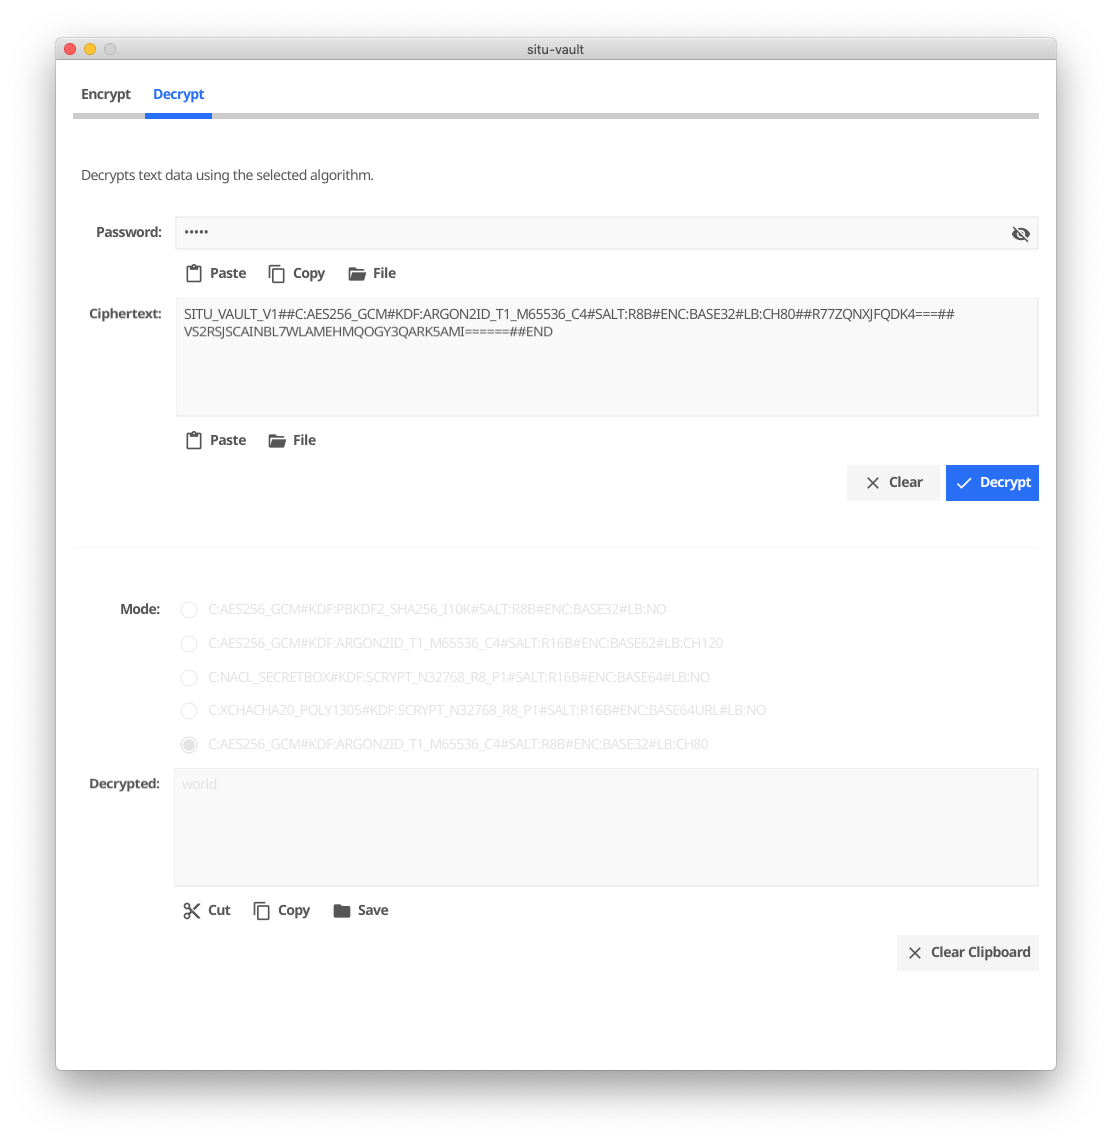 situ-vault
Encrypt Decrypt
Decrypts text data using the selected algorithm.
Password: •••••
Paste Copy File
Ciphertext: SITU_VAULT_V1##C:AES256_GCM#KDF:ARGON2ID_T1_M65536_C4#SALT:R8B#ENC:BASE32#LB:CH80##R77ZQNXJFQDK4===##
VS2RSJSCAINBL7WLAMEHMQOGY3QARK5AMI======##END
Paste File
Clear Decrypt
Mode: C:AES256_GCM#KDF:PBKDF2_SHA256_I10K#SALT:R8B#ENC:BASE32#LB:NO
C:AES256_GCM#KDF:ARGON2ID_T1_M65536_C4#SALT:R16B#ENC:BASE62#LB:CH120
C:NACL_SECRETBOX#KDF:SCRYPT_N32768_R8_P1#SALT:R16B#ENC:BASE64#LB:NO
C:XCHACHA20_POLY1305#KDF:SCRYPT_N32768_R8_P1#SALT:R16B#ENC:BASE64URL#LB:NO
C:AES256_GCM#KDF:ARGON2ID_T1_M65536_C4#SALT:R8B#ENC:BASE32#LB:CH80
Decrypted: world
Cut Copy Save
Clear Clipboard